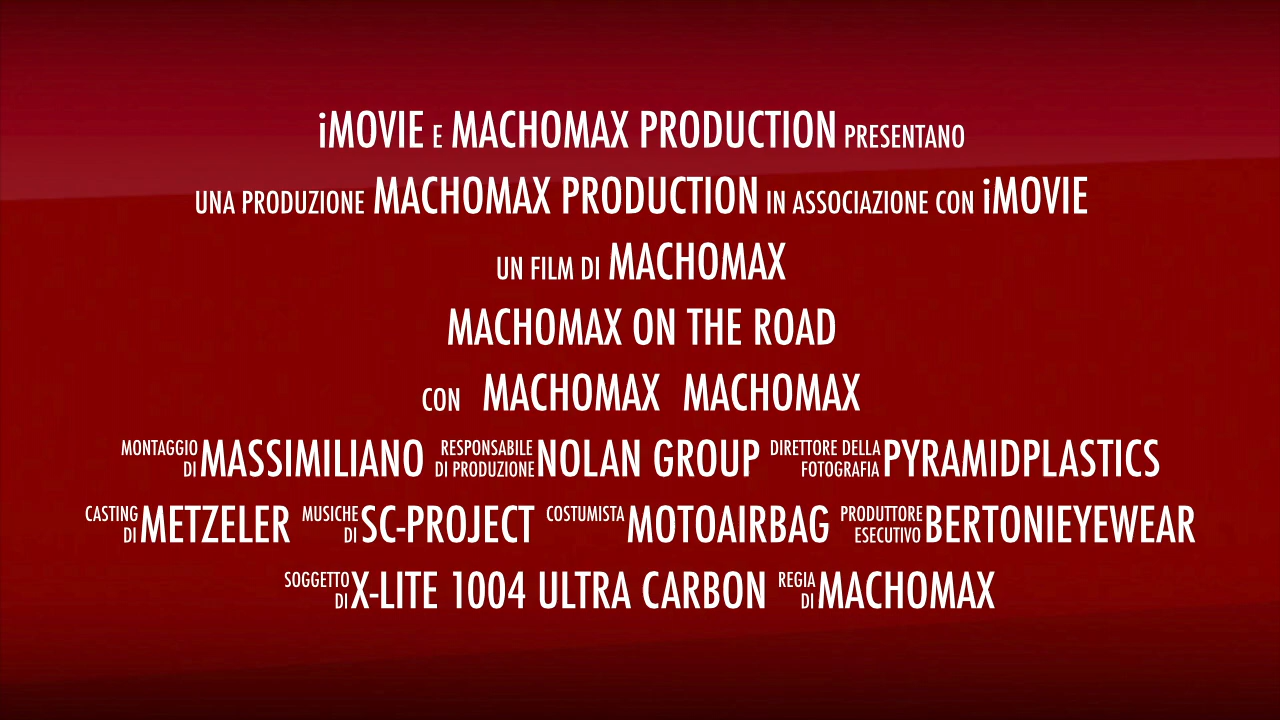 iMOVIE E MACHOMAX PRODUCTION PRESENTANO
UNA PRODUZIONE MACHOMAX PRODUCTION IN ASSOCIAZIONE CON iMOVIE
UN FILM DI MACHOMAX
MACHOMAX ON THE ROAD
CON MACHOMAX MACHOMAX
MONTAGGIO DI MASSIMILIANO RESPONSABILE DI PRODUZIONE NOLAN GROUP DIRETTORE DELLA FOTOGRAFIA PYRAMIDPLASTICS
CASTING DI METZELER MUSICHE DI SC-PROJECT COSTUMISTA MOTOAIRBAG PRODUTTORE ESECUTIVO BERTONIEYEWEAR
SOGGETTO DI X-LITE 1004 ULTRA CARBON REGIA DI MACHOMAX